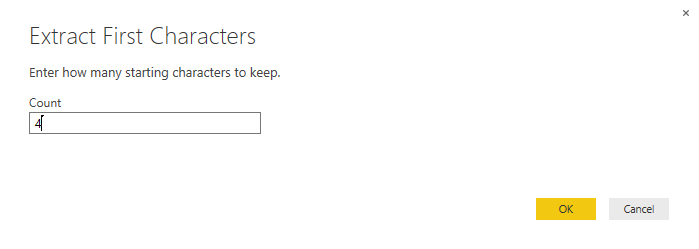 Extract First Characters
Enter how many starting characters to keep.
Count
4
OK
Cancel